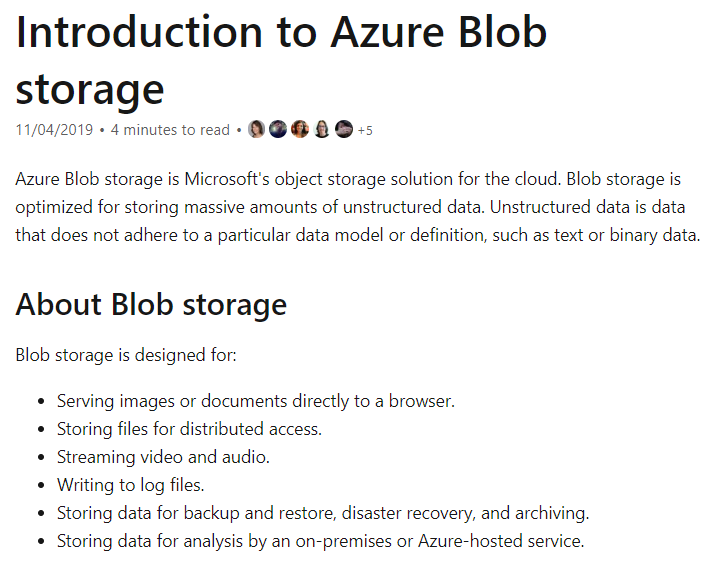 Introduction to Azure Blob
storage
11/04/2019 • 4 minutes to read • +5
Azure Blob storage is Microsoft's object storage solution for the cloud. Blob storage is
optimized for storing massive amounts of unstructured data. Unstructured data is data
that does not adhere to a particular data model or definition, such as text or binary data.
About Blob storage
Blob storage is designed for:
• Serving images or documents directly to a browser.
• Storing files for distributed access.
• Streaming video and audio.
• Writing to log files.
• Storing data for backup and restore, disaster recovery, and archiving.
• Storing data for analysis by an on-premises or Azure-hosted service.